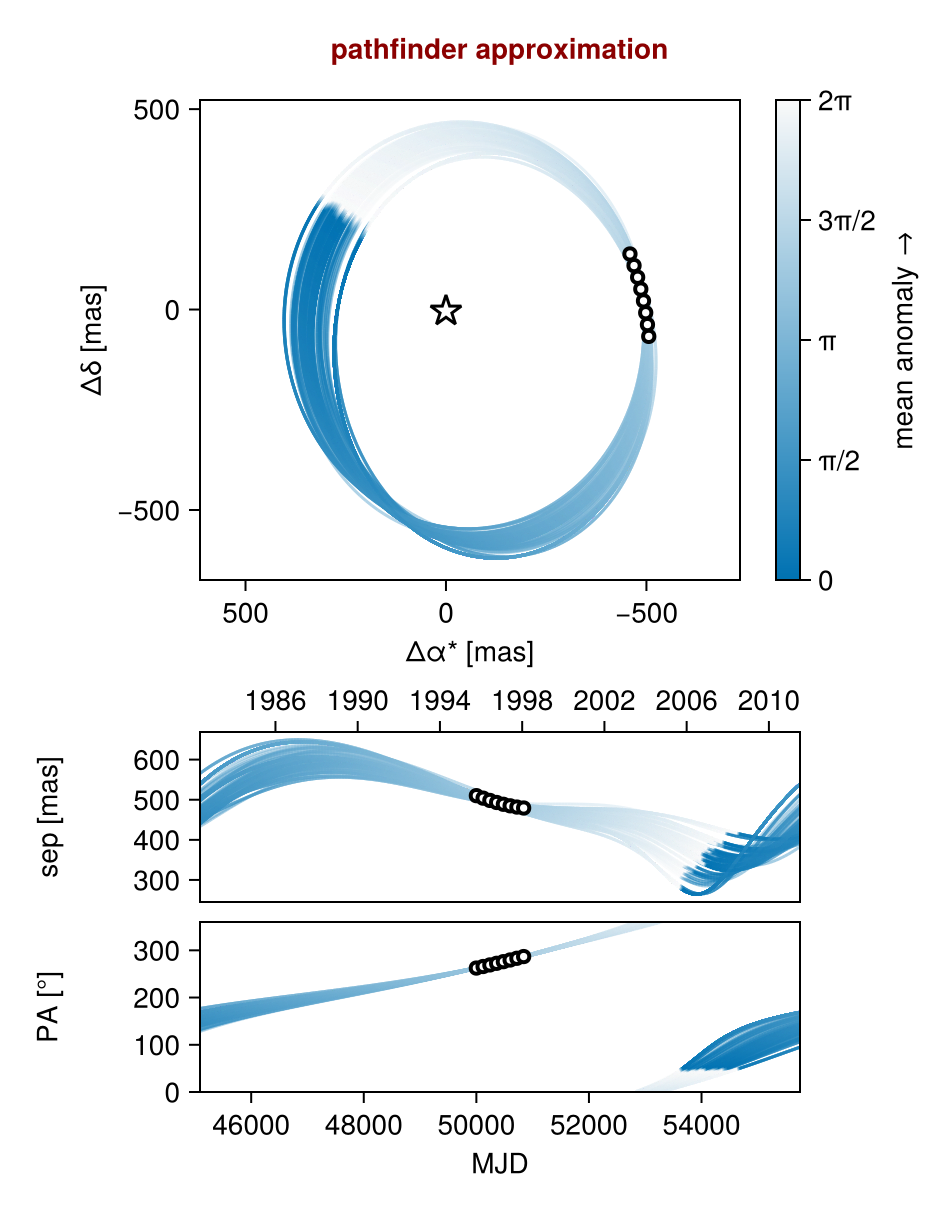 pathfinder approximation
500
0
−500
Δδ [mas]
500
0
−500
Δα* [mas]
2π
3π/2
π
π/2
0
mean anomaly →
1986 1990 1994 1998 2002 2006 2010
600
500
400
300
sep [mas]
300
200
100
0
PA [°]
46000 48000 50000 52000 54000
MJD